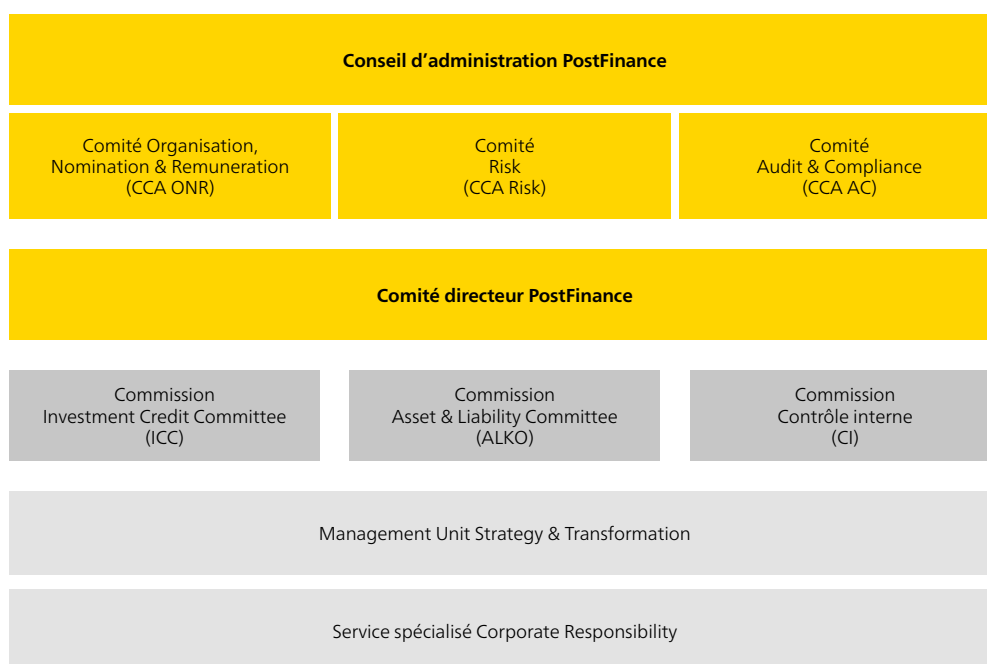 Conseil d’administration PostFinance
Comité Organisation,
Nomination & Remuneration
(CCA ONR)
Comité
Risk
(CCA Risk)
Comité
Audit & Compliance
(CCA AC)
Comité directeur PostFinance
Commission
Investment Credit Committee
(ICC)
Commission
Asset & Liability Committee
(ALKO)
Commission
Contrôle interne
(CI)
Management Unit Strategy & Transformation
Service spécialisé Corporate Responsibility